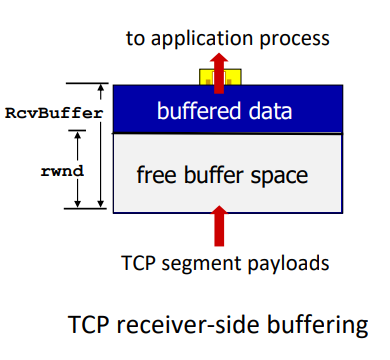 to application process
RcvBuffer
buffered data
rwnd
free buffer space
TCP segment payloads
TCP receiver-side buffering